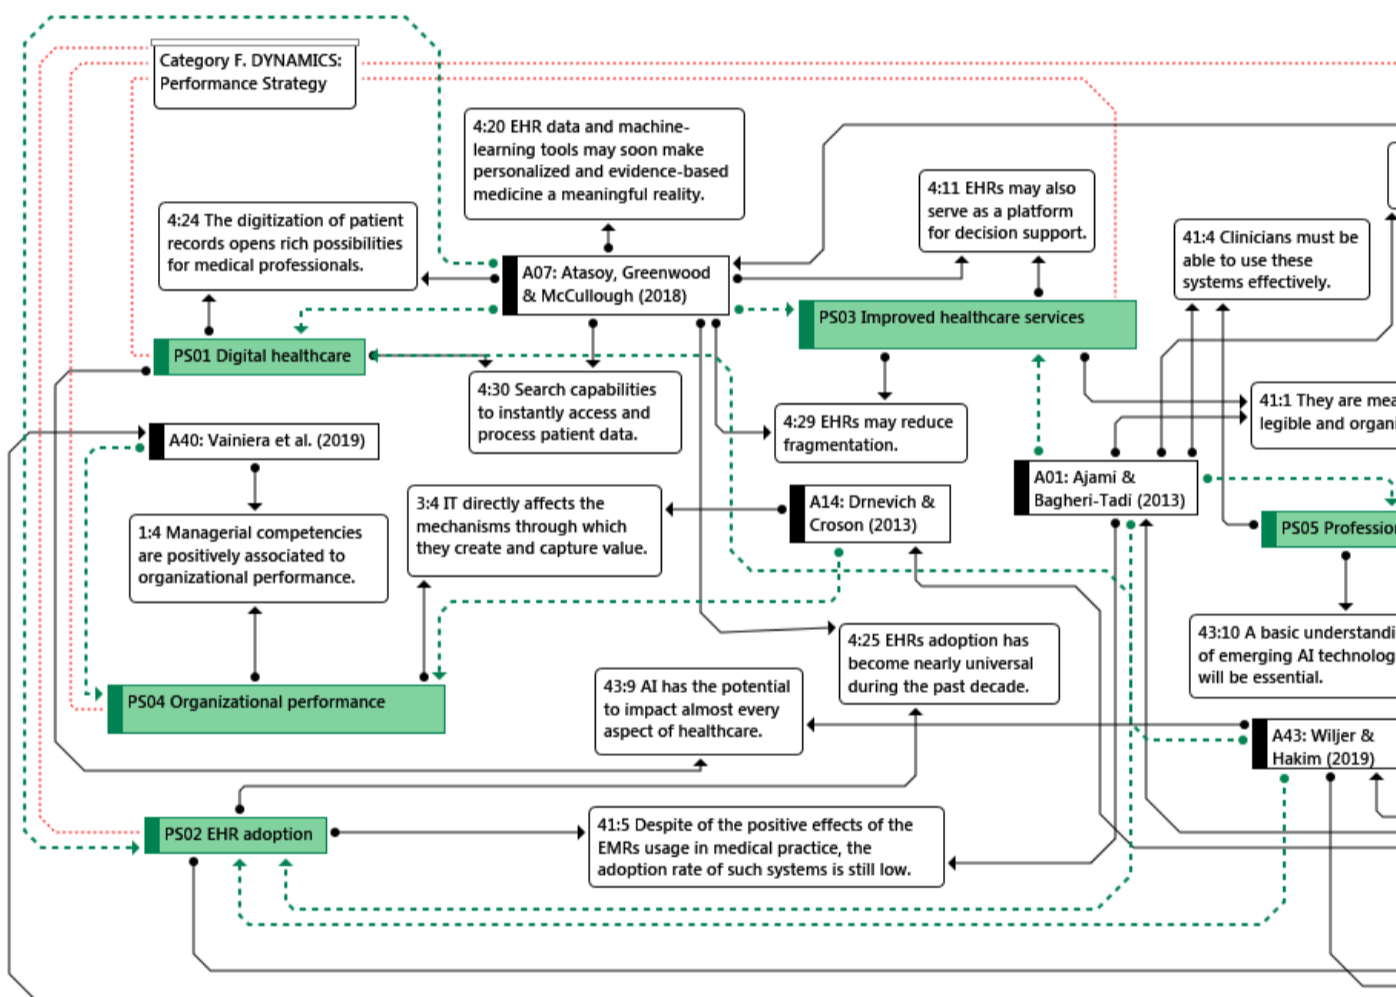 Category F. DYNAMICS:
Performance Strategy
4:20 EHR data and machine-
learning tools may soon make
personalized and evidence-based
medicine a meaningful reality.
4:11 EHRs may also
serve as a platform
for decision support.
4:24 The digitization of patient
records opens rich possibilities
for medical professionals.
41:4 Clinicians must be
able to use these
systems effectively.
A07: Atasoy, Greenwood
& McCullough (2018)
PS03 Improved healthcare services
PS01 Digital healthcare
4:30 Search capabilities
to instantly access and
process patient data.
4:29 EHRs may reduce
fragmentation.
41:1 They are mea
legible and organi
A40: Vainiera et al. (2019)
A01: Ajami &
Bagheri-Tadi (2013)
3:4 IT directly affects the
mechanisms through which
they create and capture value.
A14: Drnevich &
Croson (2013)
PS05 Profession
1:4 Managerial competencies
are positively associated to
organizational performance.
4:25 EHRs adoption has
become nearly universal
during the past decade.
43:10 A basic understandi
of emerging AI technolog
will be essential.
43:9 AI has the potential
to impact almost every
aspect of healthcare.
PS04 Organizational performance
A43: Wiljer &
Hakim (2019)
PS02 EHR adoption
41:5 Despite of the positive effects of the
EMRs usage in medical practice, the
adoption rate of such systems is still low.